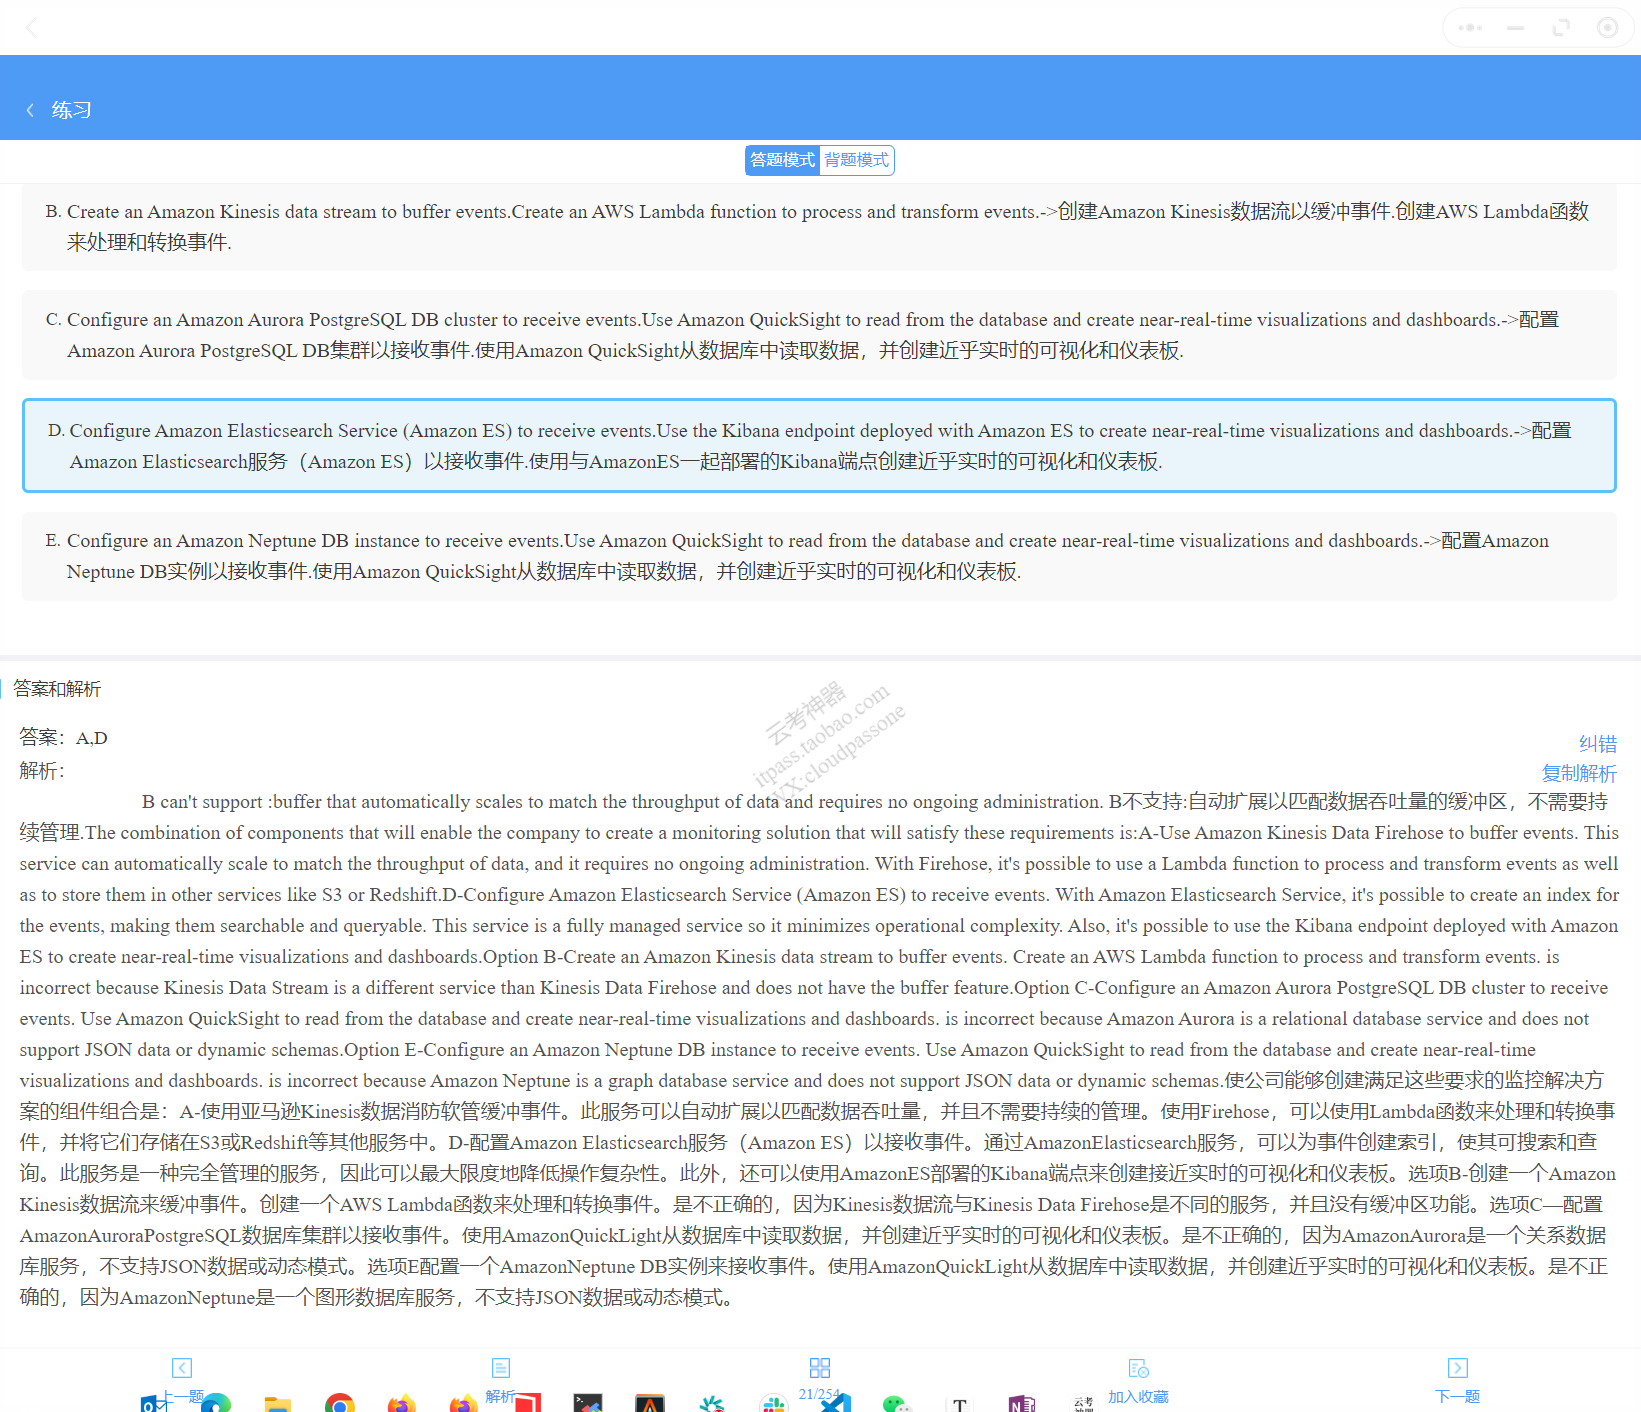 练习
答题模式 背题模式
B. Create an Amazon Kinesis data stream to buffer events.Create an AWS Lambda function to process and transform events.->创建Amazon Kinesis数据流以缓冲事件.创建AWS Lambda函数
来处理和转换事件.
C. Configure an Amazon Aurora PostgreSQL DB cluster to receive events.Use Amazon QuickSight to read from the database and create near-real-time visualizations and dashboards.->配置
Amazon Aurora PostgreSQL DB集群以接收事件.使用Amazon QuickSight从数据库中读取数据，并创建近乎实时的可视化和仪表板.
D. Configure Amazon Elasticsearch Service (Amazon ES) to receive events.Use the Kibana endpoint deployed with Amazon ES to create near-real-time visualizations and dashboards.->配置
Amazon Elasticsearch服务（Amazon ES）以接收事件.使用与AmazonES一起部署的Kibana端点创建近乎实时的可视化和仪表板.
E. Configure an Amazon Neptune DB instance to receive events.Use Amazon QuickSight to read from the database and create near-real-time visualizations and dashboards.->配置Amazon
Neptune DB实例以接收事件.使用Amazon QuickSight从数据库中读取数据，并创建近乎实时的可视化和仪表板.
答案和解析
云考神器
itpass.taobao.com
VX:cloudpassone
答案：A,D
纠错
解析：
复制解析
B can't support :buffer that automatically scales to match the throughput of data and requires no ongoing administration. B不支持:自动扩展以匹配数据吞吐量的缓冲区，不需要持
续管理.The combination of components that will enable the company to create a monitoring solution that will satisfy these requirements is:A-Use Amazon Kinesis Data Firehose to buffer events. This
service can automatically scale to match the throughput of data, and it requires no ongoing administration. With Firehose, it's possible to use a Lambda function to process and transform events as well
as to store them in other services like S3 or Redshift.D-Configure Amazon Elasticsearch Service (Amazon ES) to receive events. With Amazon Elasticsearch Service, it's possible to create an index for
the events, making them searchable and queryable. This service is a fully managed service so it minimizes operational complexity. Also, it's possible to use the Kibana endpoint deployed with Amazon
ES to create near-real-time visualizations and dashboards.Option B-Create an Amazon Kinesis data stream to buffer events. Create an AWS Lambda function to process and transform events. is
incorrect because Kinesis Data Stream is a different service than Kinesis Data Firehose and does not have the buffer feature.Option C-Configure an Amazon Aurora PostgreSQL DB cluster to receive
events. Use Amazon QuickSight to read from the database and create near-real-time visualizations and dashboards. is incorrect because Amazon Aurora is a relational database service and does not
support JSON data or dynamic schemas.Option E-Configure an Amazon Neptune DB instance to receive events. Use Amazon QuickSight to read from the database and create near-real-time
visualizations and dashboards. is incorrect because Amazon Neptune is a graph database service and does not support JSON data or dynamic schemas.使公司能够创建满足这些要求的监控解决方
案的组件组合是：A-使用亚马逊Kinesis数据消防软管缓冲事件。此服务可以自动扩展以匹配数据吞吐量，并且不需要持续的管理。使用Firehose，可以使用Lambda函数来处理和转换事
件，并将它们存储在S3或Redshift等其他服务中。D-配置Amazon Elasticsearch服务（Amazon ES）以接收事件。通过AmazonElasticsearch服务，可以为事件创建索引，使其可搜索和查
询。此服务是一种完全管理的服务，因此可以最大限度地降低操作复杂性。此外，还可以使用AmazonES部署的Kibana端点来创建接近实时的可视化和仪表板。选项B-创建一个Amazon
Kinesis数据流来缓冲事件。创建一个AWS Lambda函数来处理和转换事件。是不正确的，因为Kinesis数据流与Kinesis Data Firehose是不同的服务，并且没有缓冲区功能。选项C—配置
AmazonAuroraPostgreSQL数据库集群以接收事件。使用AmazonQuickLight从数据库中读取数据，并创建近乎实时的可视化和仪表板。是不正确的，因为AmazonAurora是一个关系数据
库服务，不支持JSON数据或动态模式。选项E配置一个AmazonNeptune DB实例来接收事件。使用AmazonQuickLight从数据库中读取数据，并创建近乎实时的可视化和仪表板。是不正
确的，因为AmazonNeptune是一个图形数据库服务，不支持JSON数据或动态模式。
上一题 解析 21/254 加入收藏 下一题